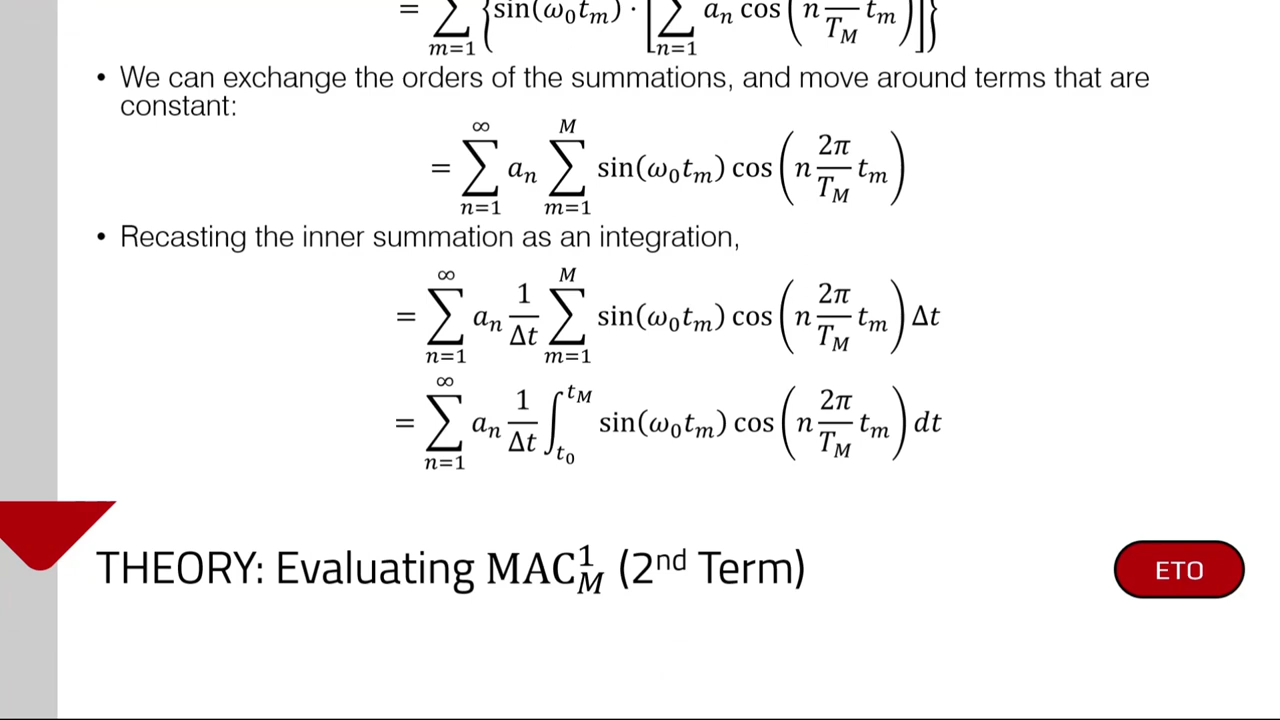 = ∑_{m=1} {sin(ω₀t_m) · [∑_{n=1} a_n cos(n —/T_M t_m)]}
• We can exchange the orders of the summations, and move around terms that are
constant:
= ∑_{n=1}^{∞} a_n ∑_{m=1}^{M} sin(ω₀t_m) cos(n 2π/T_M t_m)
• Recasting the inner summation as an integration,
= ∑_{n=1}^{∞} a_n 1/Δt ∑_{m=1}^{M} sin(ω₀t_m) cos(n 2π/T_M t_m) Δt
= ∑_{n=1}^{∞} a_n 1/Δt ∫_{t₀}^{t_M} sin(ω₀t_m) cos(n 2π/T_M t_m) dt
THEORY: Evaluating MAC_M^1 (2nd Term)
ETO